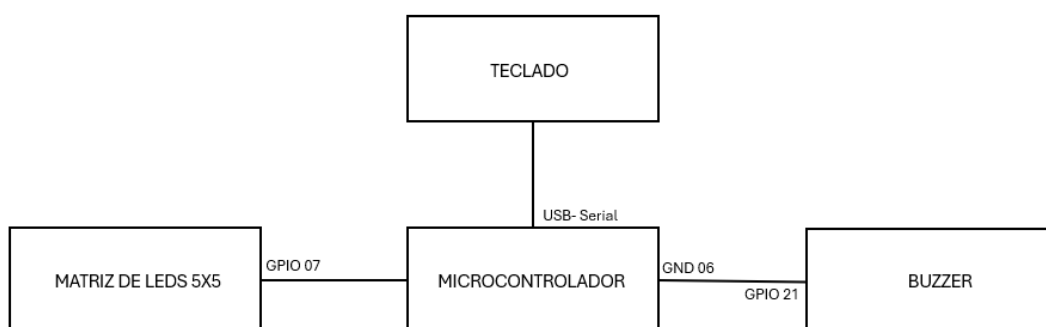 TECLADO
USB- Serial
MATRIZ DE LEDS 5X5
GPIO 07
MICROCONTROLADOR
GND 06
GPIO 21
BUZZER